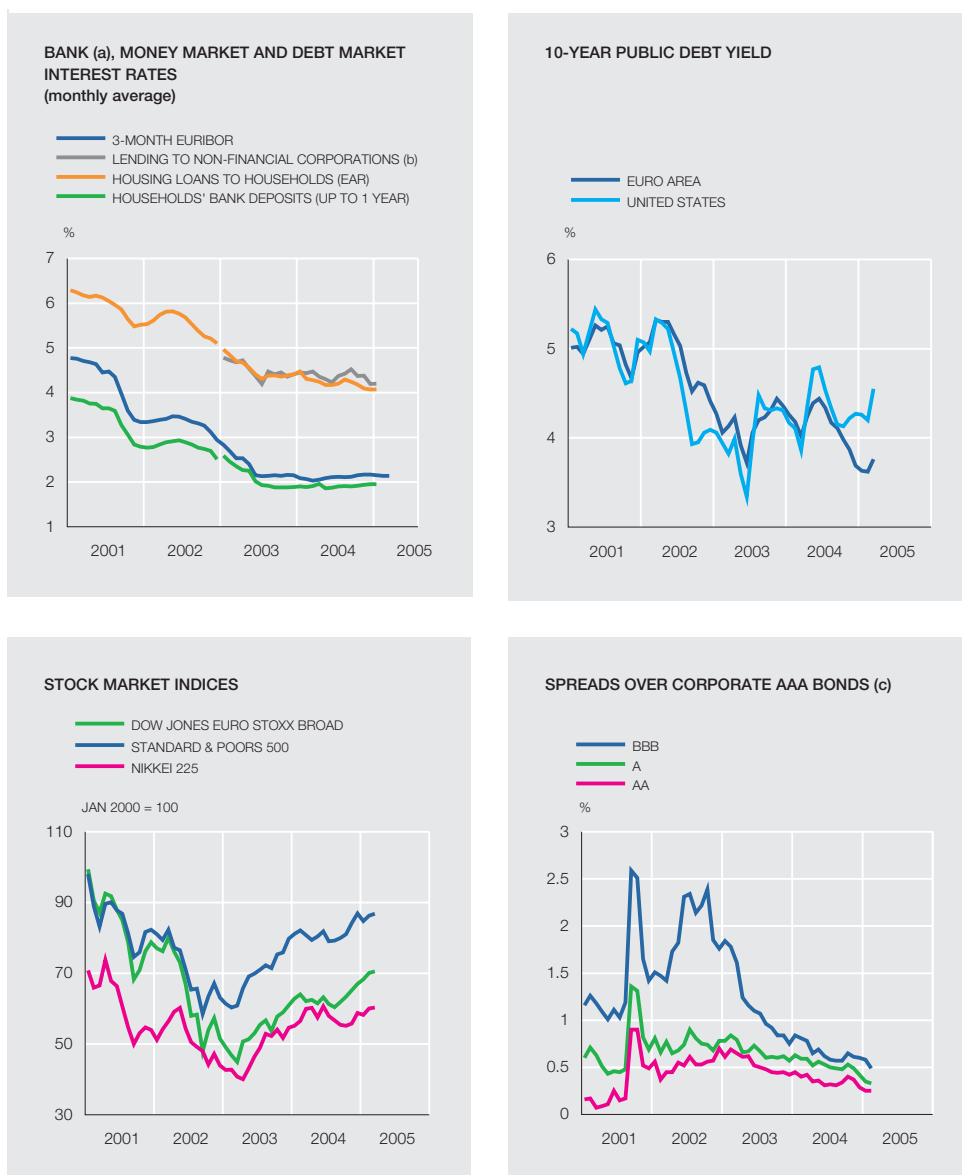 BANK (a), MONEY MARKET AND DEBT MARKET
INTEREST RATES
(monthly average)
3-MONTH EURIBOR
LENDING TO NON-FINANCIAL CORPORATIONS (b)
HOUSING LOANS TO HOUSEHOLDS (EAR)
HOUSEHOLDS' BANK DEPOSITS (UP TO 1 YEAR)
%
7
6
5
4
3
2
1
2001 2002 2003 2004 2005
10-YEAR PUBLIC DEBT YIELD
EURO AREA
UNITED STATES
%
6
5
4
3
2001 2002 2003 2004 2005
STOCK MARKET INDICES
DOW JONES EURO STOXX BROAD
STANDARD & POORS 500
NIKKEI 225
JAN 2000 = 100
110
90
70
50
30
2001 2002 2003 2004 2005
SPREADS OVER CORPORATE AAA BONDS (c)
BBB
A
AA
%
3
2.5
2
1.5
1
0.5
0
2001 2002 2003 2004 2005